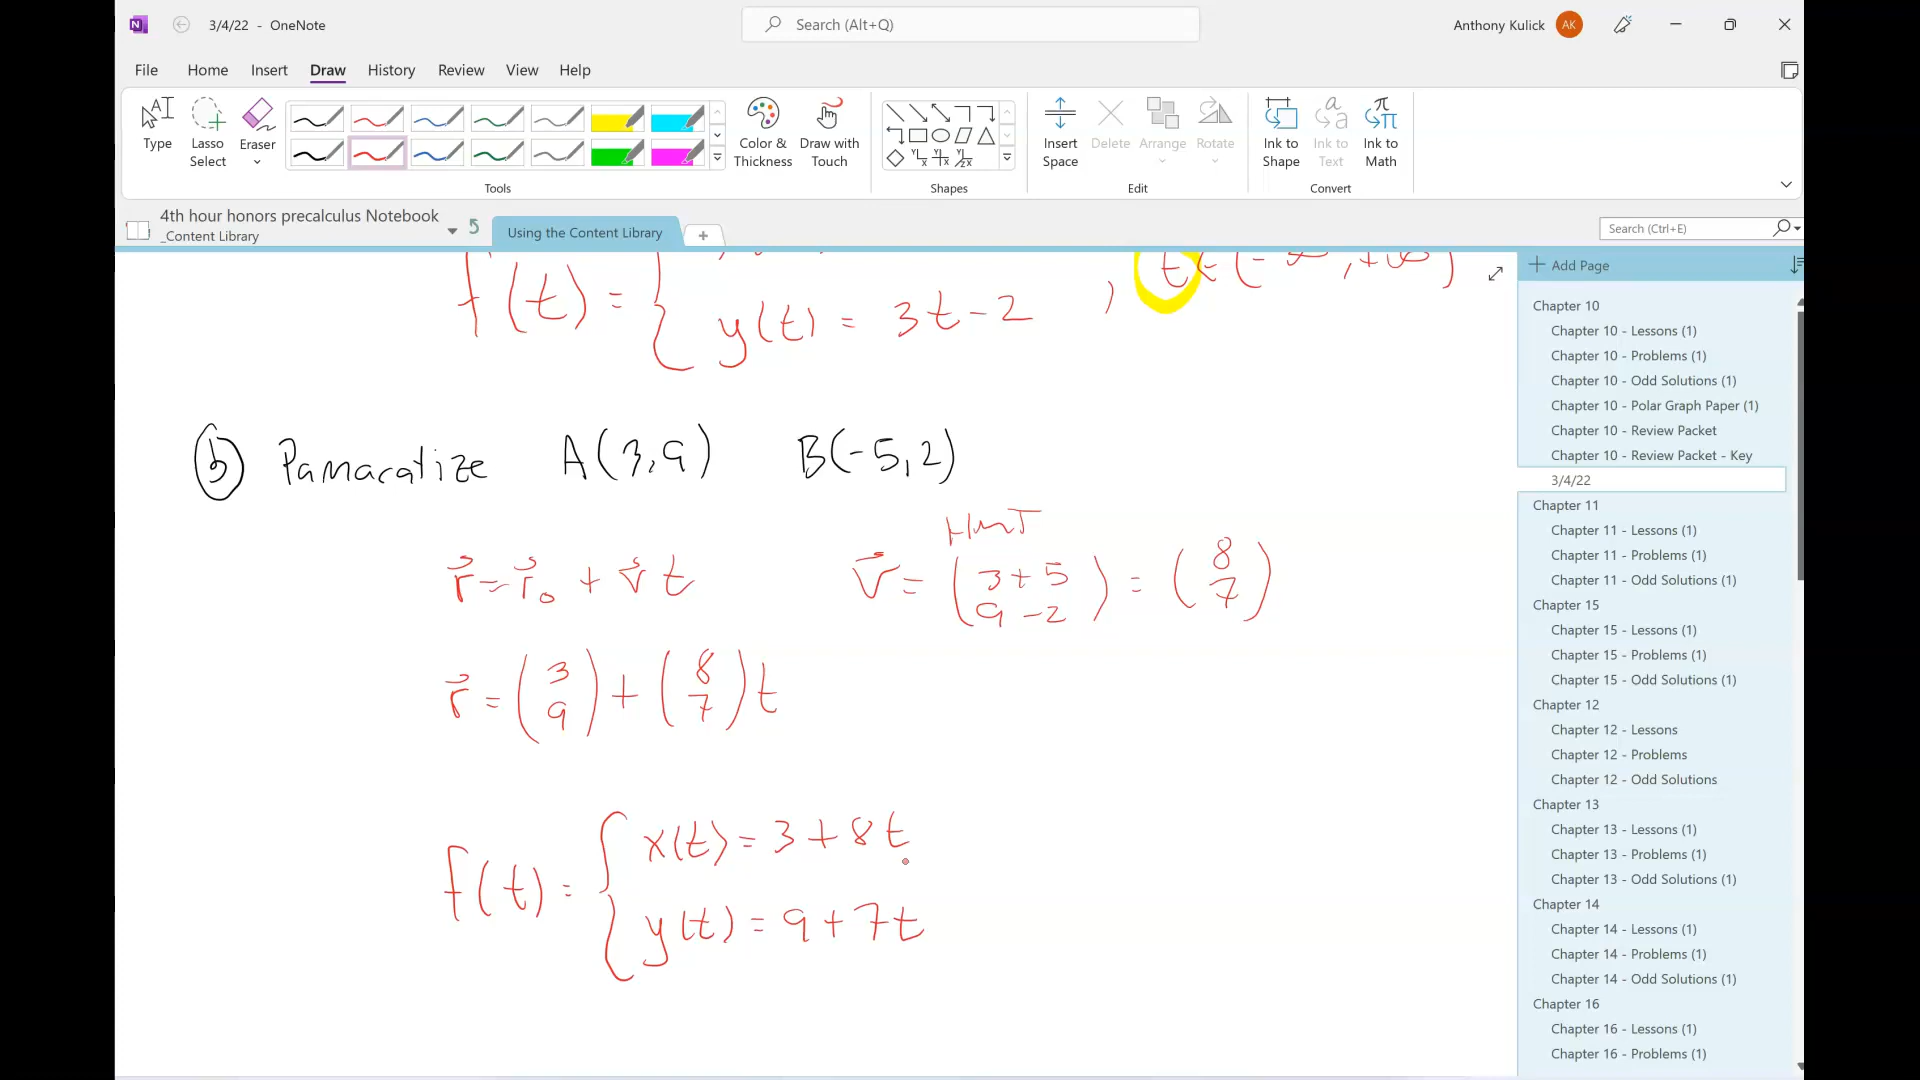 3/4/22 - OneNote
Search (Alt+Q)
Anthony Kulick AK
File Home Insert Draw History Review View Help
Type
Lasso Select
Eraser
Color & Thickness
Draw with Touch
Insert Space
Delete
Arrange
Rotate
Ink to Shape
Ink to Text
Ink to Math
Tools
Shapes
Edit
Convert
4th hour honors precalculus Notebook
_Content Library
Using the Content Library
Search (Ctrl+E)
f(t) = { y(t) = 3t-2 , t ∈ (-∞, +∞)
(b) Pamaratize A(3,9) B(-5,2)
r⃗ = r⃗₀ + v⃗ t
v⃗ = (3+5 9-2) = (8 7)
r⃗ = (3 9) + (8 7) t
f(t) = { x(t) = 3+8t
y(t) = 9+7t
Add Page
Chapter 10
Chapter 10 - Lessons (1)
Chapter 10 - Problems (1)
Chapter 10 - Odd Solutions (1)
Chapter 10 - Polar Graph Paper (1)
Chapter 10 - Review Packet
Chapter 10 - Review Packet - Key
3/4/22
Chapter 11
Chapter 11 - Lessons (1)
Chapter 11 - Problems (1)
Chapter 11 - Odd Solutions (1)
Chapter 15
Chapter 15 - Lessons (1)
Chapter 15 - Problems (1)
Chapter 15 - Odd Solutions (1)
Chapter 12
Chapter 12 - Lessons
Chapter 12 - Problems
Chapter 12 - Odd Solutions
Chapter 13
Chapter 13 - Lessons (1)
Chapter 13 - Problems (1)
Chapter 13 - Odd Solutions (1)
Chapter 14
Chapter 14 - Lessons (1)
Chapter 14 - Problems (1)
Chapter 14 - Odd Solutions (1)
Chapter 16
Chapter 16 - Lessons (1)
Chapter 16 - Problems (1)